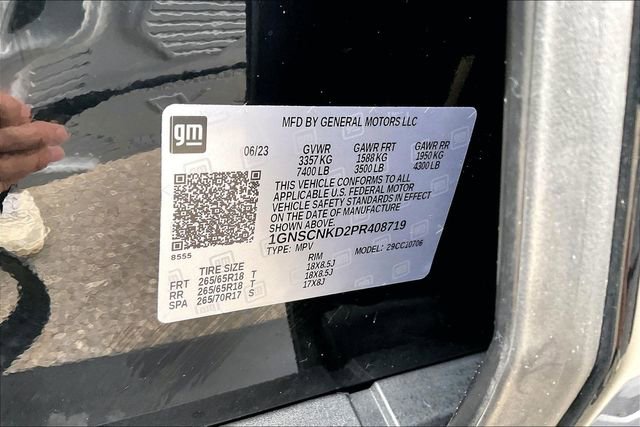 gm
MFD BY GENERAL MOTORS LLC
06/23 GVWR GAWR FRT GAWR RR
3357 KG 1588 KG 1950 KG
7400 LB 3500 LB 4300 LB
THIS VEHICLE CONFORMS TO ALL
APPLICABLE U.S. FEDERAL MOTOR
VEHICLE SAFETY STANDARDS IN EFFECT
ON THE DATE OF MANUFACTURE
SHOWN ABOVE.
1GNSCNKD2PR408719
TYPE: MPV MODEL: 29CC10706
8555
TIRE SIZE RIM
FRT 265/65R18 T 18X8.5J
RR 265/65R18 T 18X8.5J
SPA 265/70R17 S 17X8J